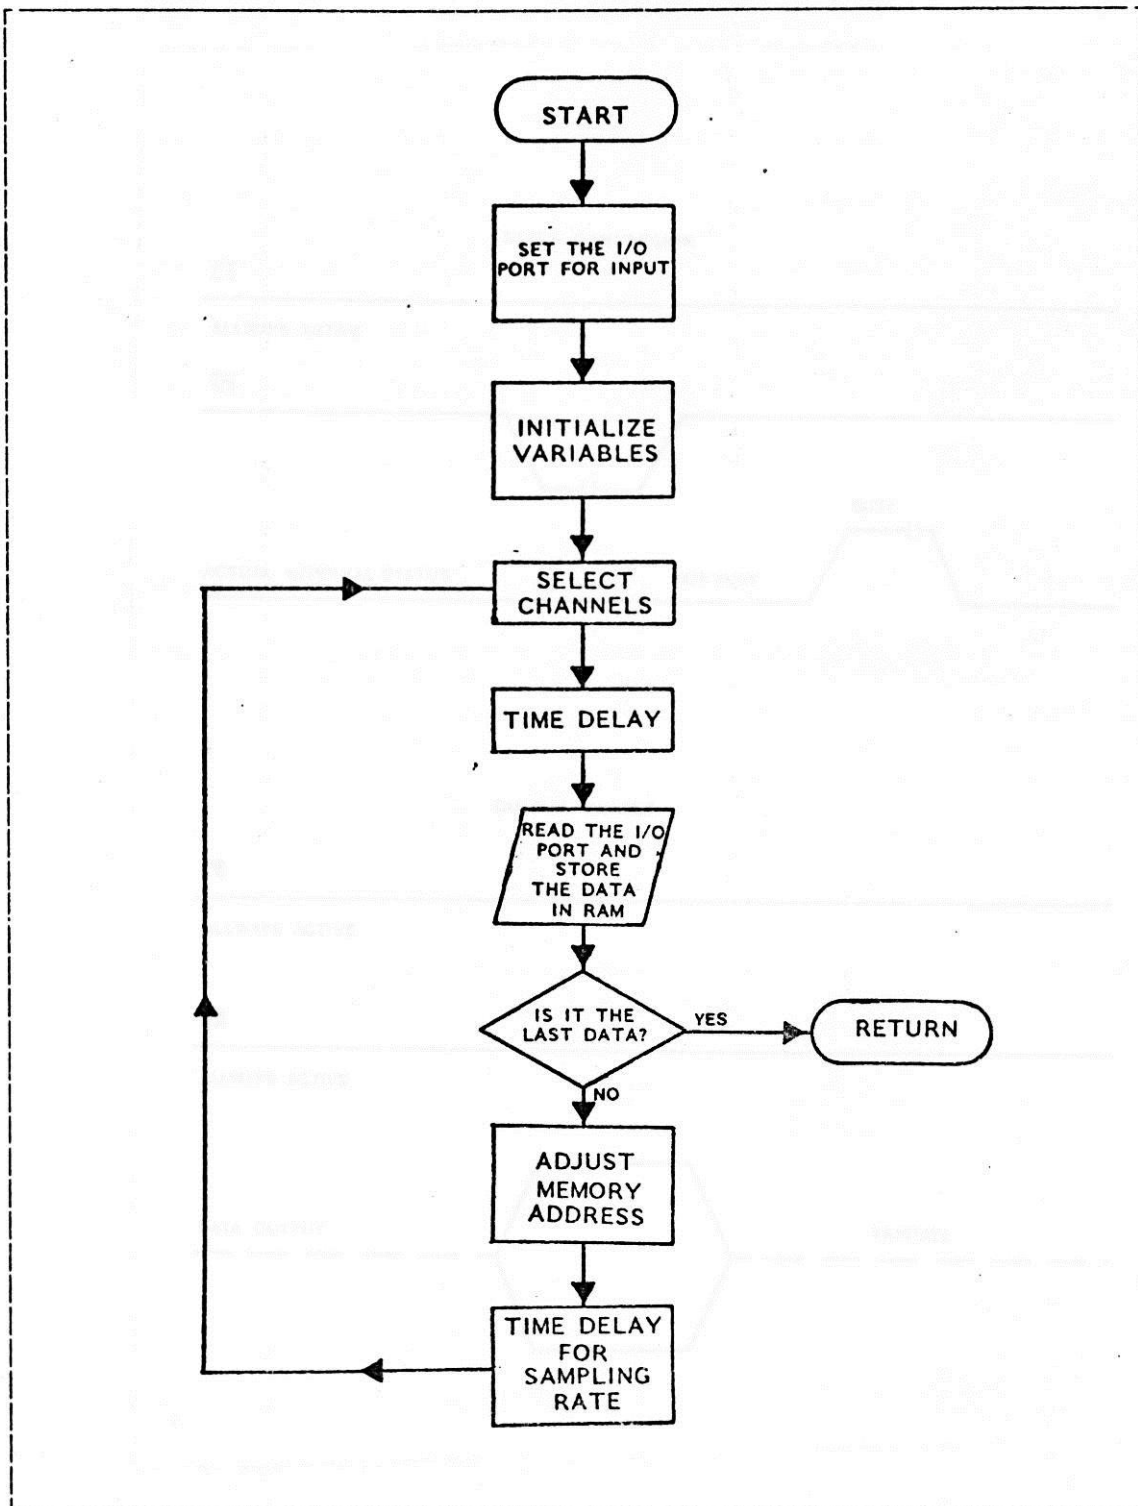 START
SET THE I/O
PORT FOR INPUT
INITIALIZE
VARIABLES
SELECT
CHANNELS
TIME DELAY
READ THE I/O
PORT AND
STORE
THE DATA
IN RAM
IS IT THE
LAST DATA?
YES
RETURN
NO
ADJUST
MEMORY
ADDRESS
TIME DELAY
FOR
SAMPLING
RATE